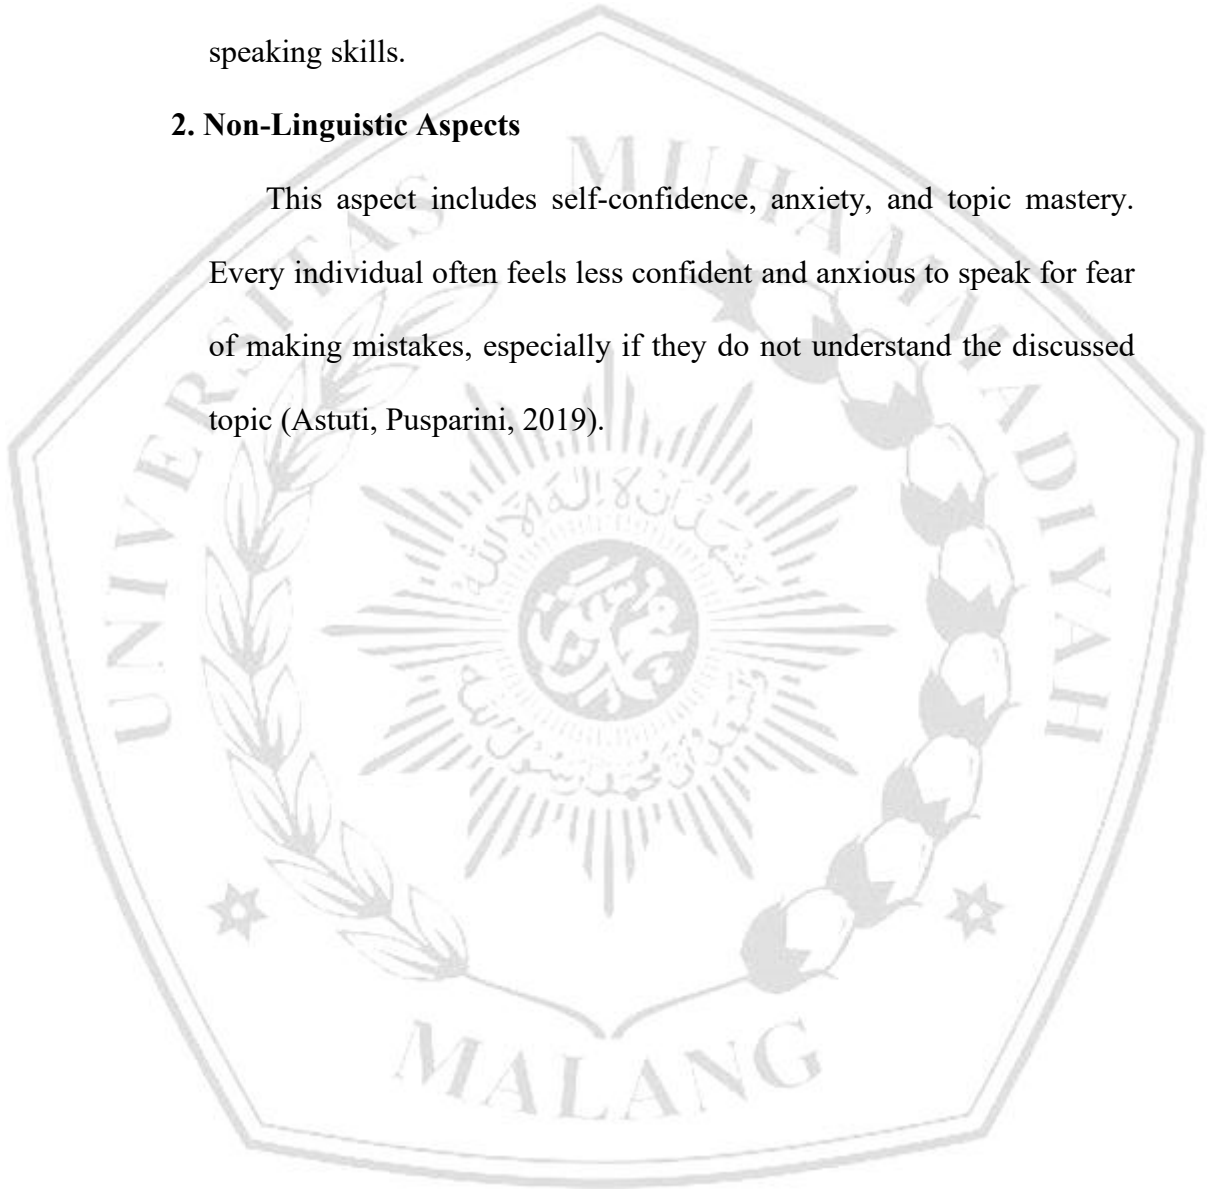 speaking skills.
2. Non-Linguistic Aspects
This aspect includes self-confidence, anxiety, and topic mastery.
Every individual often feels less confident and anxious to speak for fear
of making mistakes, especially if they do not understand the discussed
topic (Astuti, Pusparini, 2019).
UNIVERSITAS MUHAMMADIYAH
MALANG